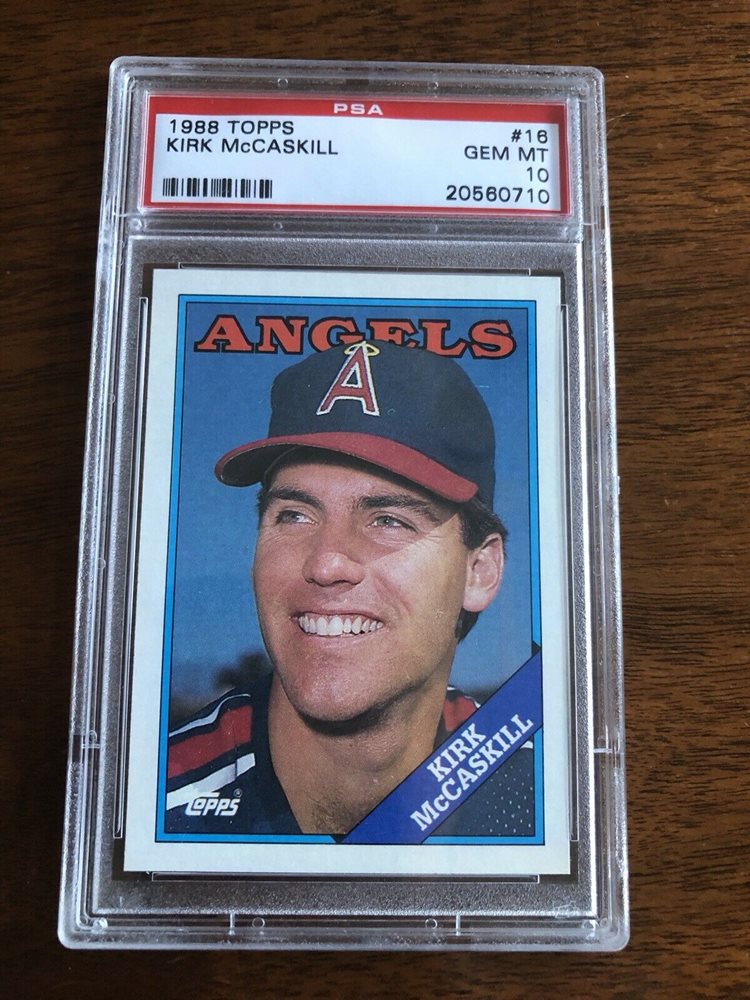 PSA
1988 TOPPS #16
KIRK McCASKILL GEM MT
10
20560710
ANGELS
A
KIRK
McCASKILL
TOPPS®